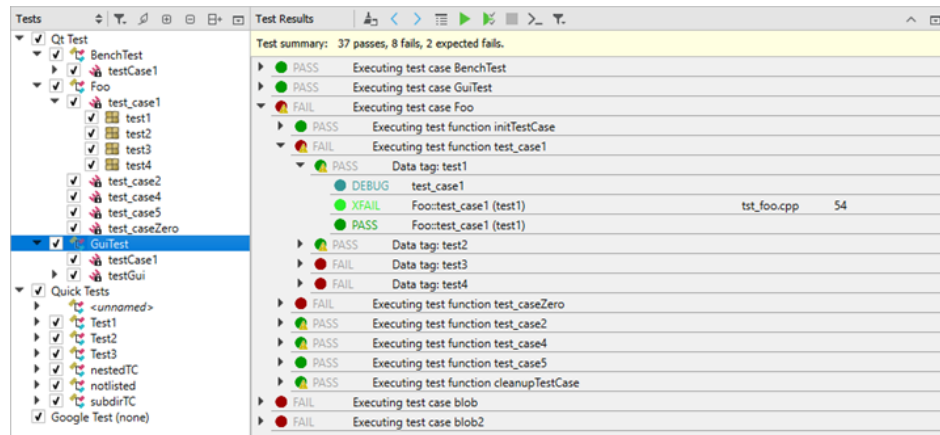 Tests
Qt Test
BenchTest
testCase1
Foo
test_case1
test1
test2
test3
test4
test_case2
test_case4
test_case5
test_caseZero
GuiTest
testCase1
testGui
Quick Tests
<unnamed>
Test1
Test2
Test3
nestedTC
notlisted
subdirTC
Google Test (none)
Test Results
Test summary: 37 passes, 8 fails, 2 expected fails.
PASS Executing test case BenchTest
PASS Executing test case GuiTest
FAIL Executing test case Foo
PASS Executing test function initTestCase
FAIL Executing test function test_case1
PASS Data tag: test1
DEBUG test_case1
XFAIL Foo::test_case1 (test1) tst_foo.cpp 54
PASS Foo::test_case1 (test1)
PASS Data tag: test2
FAIL Data tag: test3
FAIL Data tag: test4
FAIL Executing test function test_caseZero
PASS Executing test function test_case2
PASS Executing test function test_case4
PASS Executing test function test_case5
PASS Executing test function cleanupTestCase
FAIL Executing test case blob
FAIL Executing test case blob2